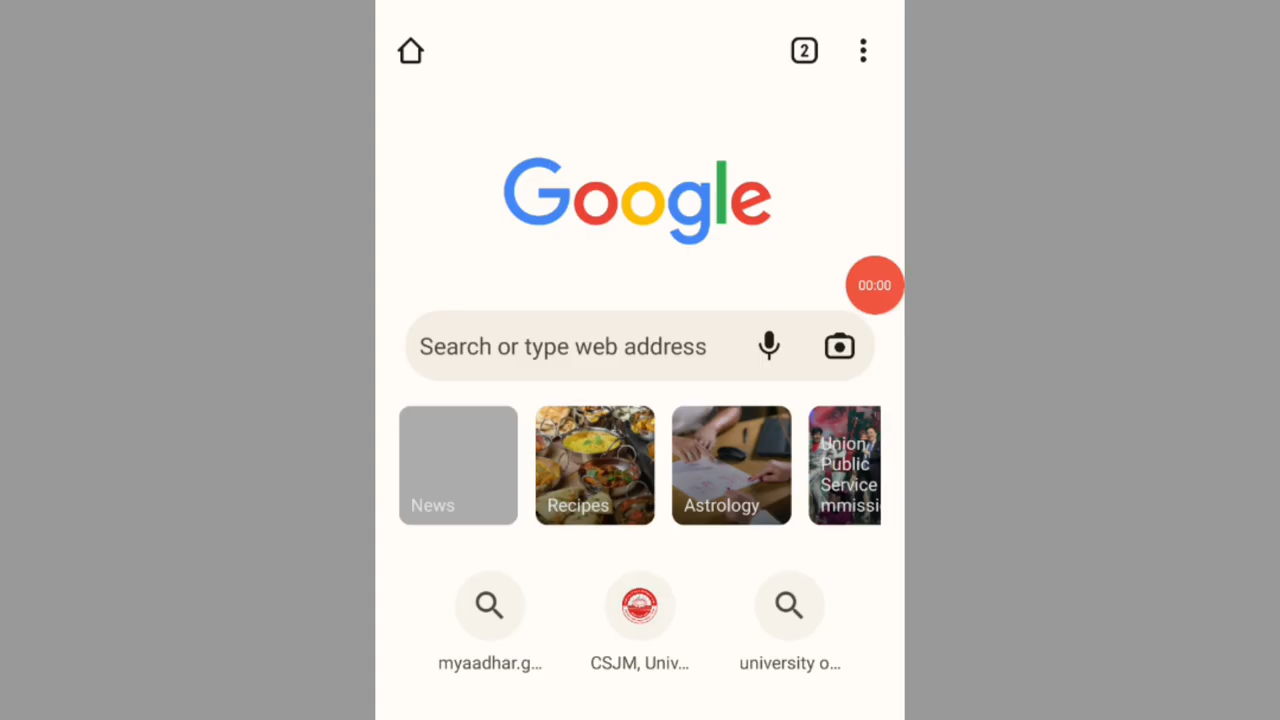 2
Google
00:00
Search or type web address
News
Recipes
Astrology
Union
Public
Service
mmissi
myaadhar.g...
CSJM, Univ...
university o...